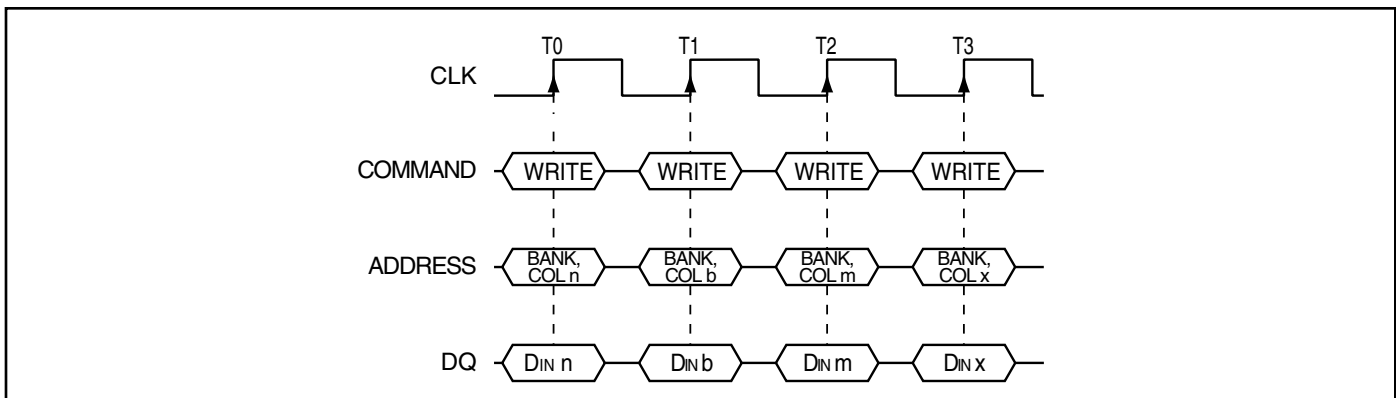 T0 T1 T2 T3
CLK
COMMAND WRITE WRITE WRITE WRITE
ADDRESS BANK, COL n BANK, COL b BANK, COL m BANK, COL x
DQ DIN n DIN b DIN m DIN x